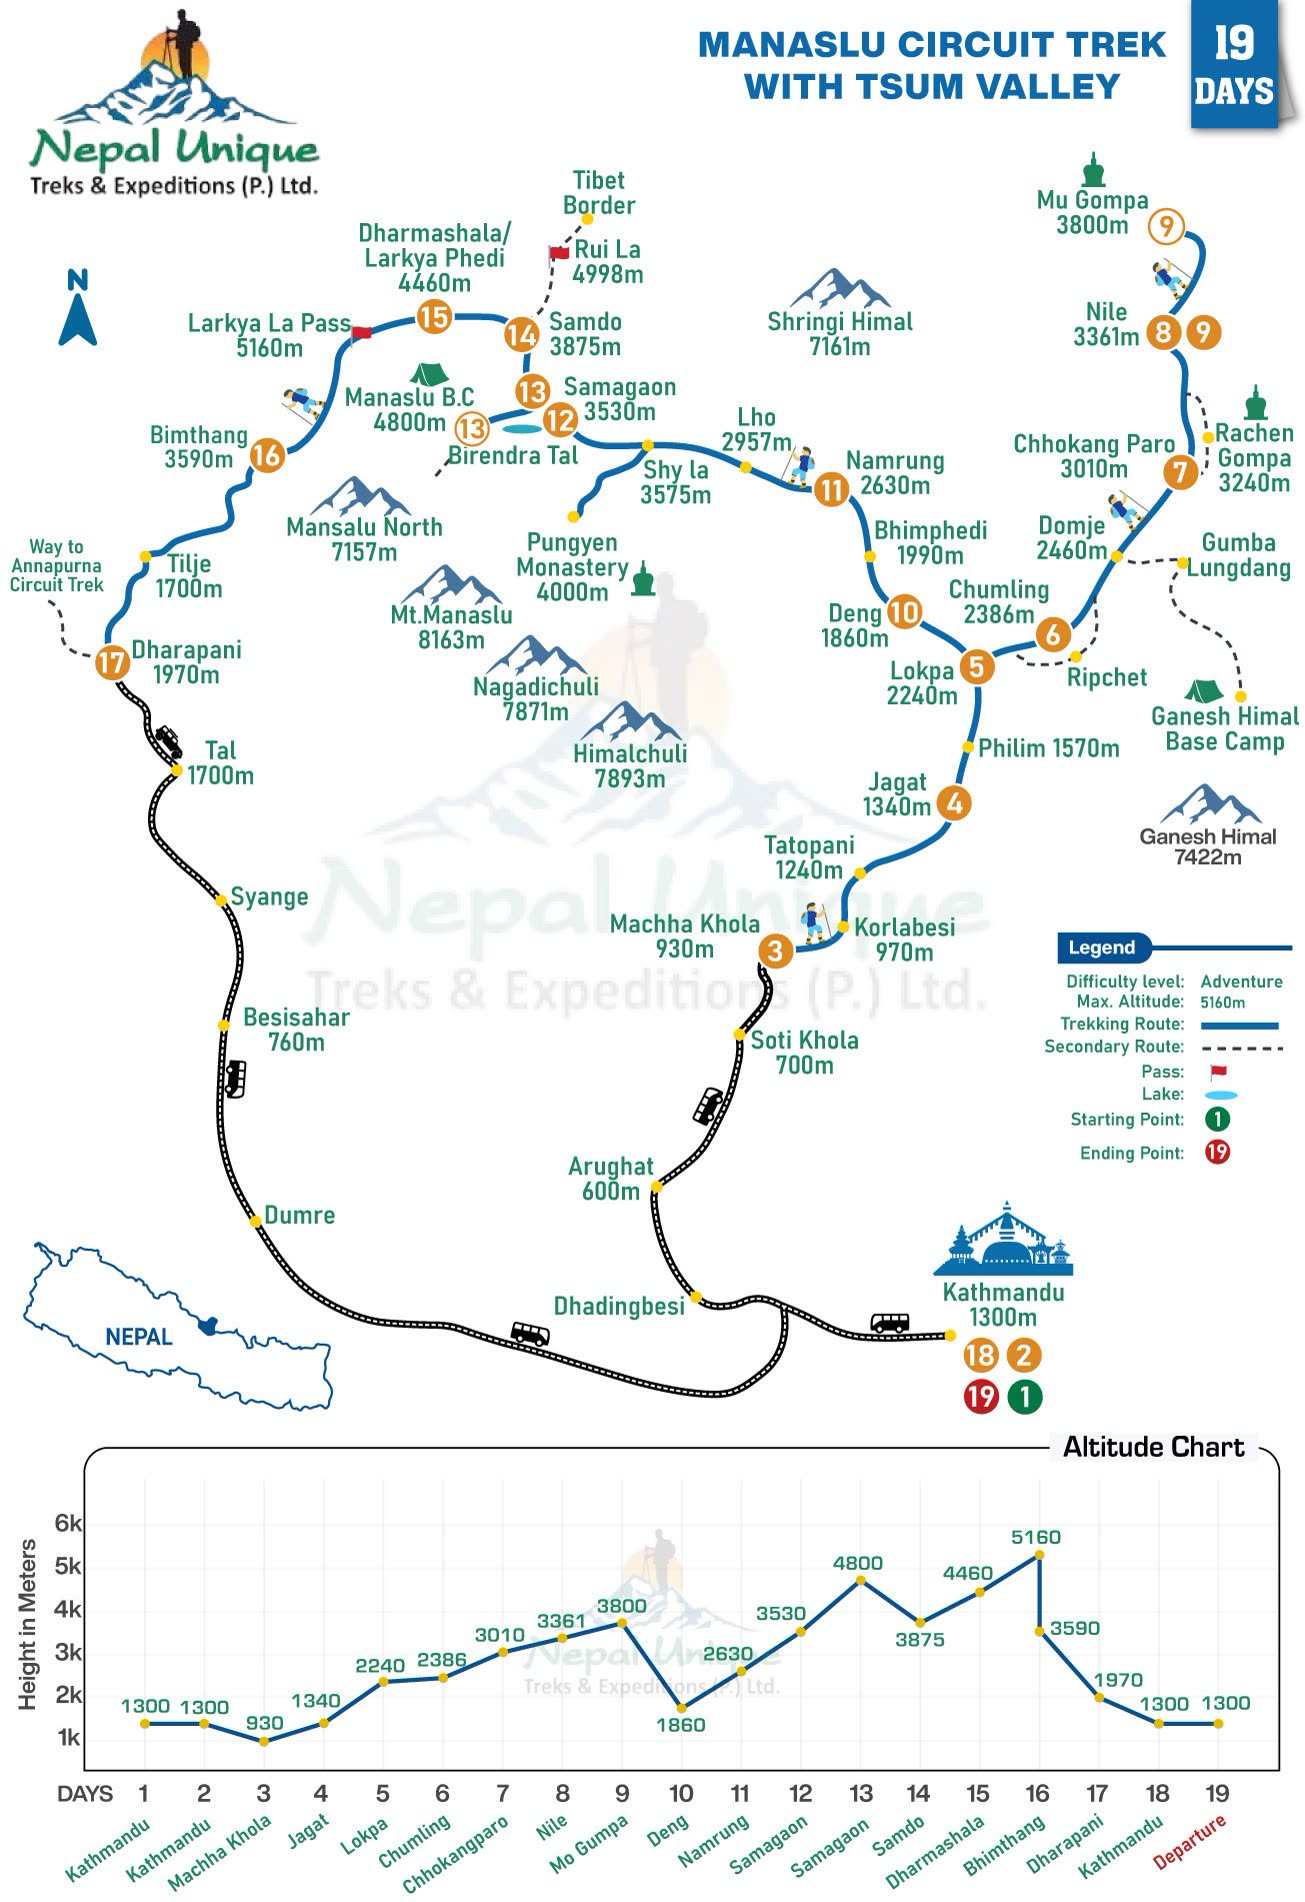 MANASLU CIRCUIT TREK
WITH TSUM VALLEY
19
DAYS
Nepal Unique
Treks & Expeditions (P.) Ltd.
N
Tibet
Border
Rui La
4998m
Dharmashala/
Larkya Phedi
4460m
15
14
Samdo
3875m
Larkya La Pass
5160m
Manaslu B.C
4800m
13
13
Samagaon
3530m
12
Birendra Tal
Bimthang
3590m
16
Mansalu North
7157m
Shringi Himal
7161m
Mu Gompa
3800m
9
Nile
3361m
8
9
Rachen
Gompa
3240m
Chhokang Paro
3010m
7
Lho
2957m
Shy la
3575m
Namrung
2630m
11
Pungyen
Monastery
4000m
Bhimphedi
1990m
Domje
2460m
Gumba
Lungdang
Way to
Annapurna
Circuit Trek
Tilje
1700m
Mt.Manaslu
8163m
Deng
1860m
10
Chumling
2386m
6
Lokpa
2240m
5
Ripchet
Ganesh Himal
Base Camp
17
Dharapani
1970m
Nagadichuli
7871m
Himalchuli
7893m
Philim 1570m
Jagat
1340m
4
Ganesh Himal
7422m
Tal
1700m
Tatopani
1240m
Syange
Nepal Unique
Treks & Expeditions (P.) Ltd.
Machha Khola
930m
3
Korlabesi
970m
Besisahar
760m
Soti Khola
700m
Legend
Difficulty level: Adventure
Max. Altitude: 5160m
Trekking Route:
Secondary Route:
Pass:
Lake:
Starting Point: 1
Ending Point: 19
Arughat
600m
Dumre
Dhadingbesi
Kathmandu
1300m
18 2
19 1
NEPAL
Altitude Chart
Height in Meters
6k
5k
4k
3k
2k
1k
1300
1300
930
1340
2240
2386
3010
3361
3800
1860
2630
3530
4800
3875
4460
5160
3590
1970
1300
1300
Nepal Unique
Treks & Expeditions (P.) Ltd.
DAYS 1 2 3 4 5 6 7 8 9 10 11 12 13 14 15 16 17 18 19
Kathmandu
Kathmandu
Machha Khola
Jagat
Lokpa
Chumling
Chhokangparo
Nile
Mo Gumpa
Deng
Namrung
Samagaon
Samagaon
Samdo
Dharmashala
Bhimthang
Dharapani
Kathmandu
Departure